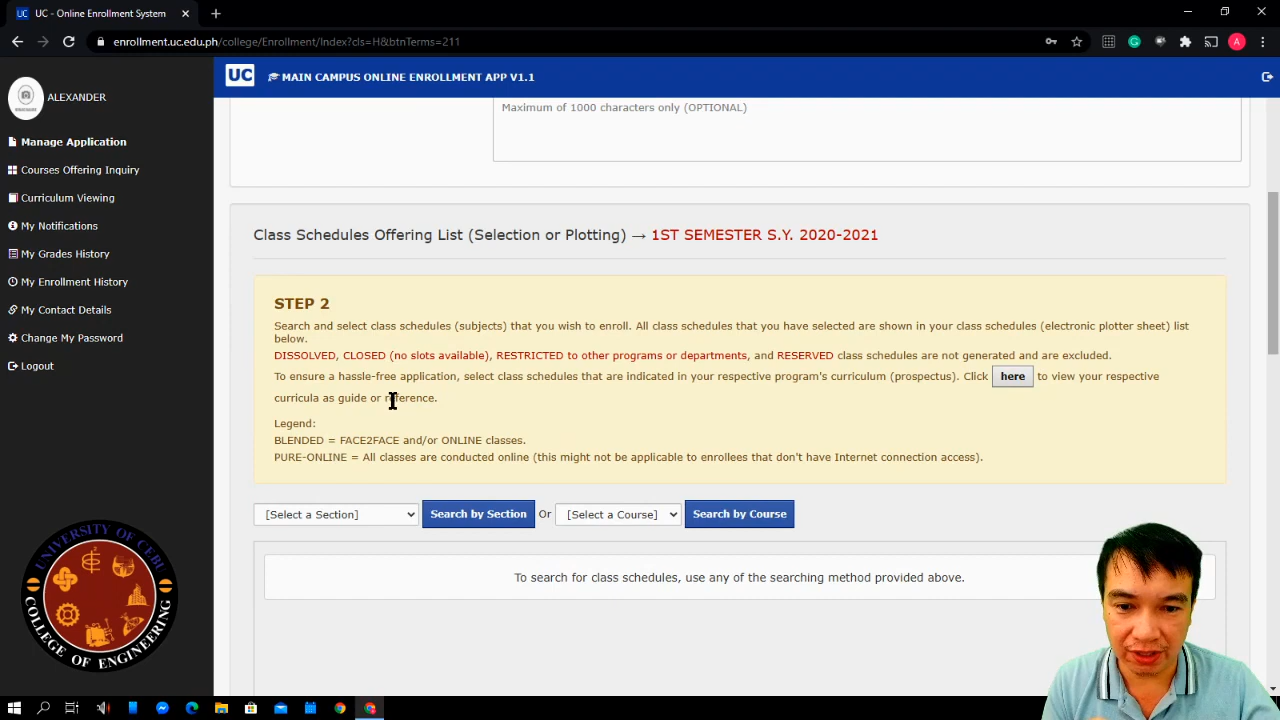 UC - Online Enrollment System
enrollment.uc.edu.ph/college/Enrollment/Index?cls=H&btnTerms=211
A
UC
MAIN CAMPUS ONLINE ENROLLMENT APP V1.1
ALEXANDER
Manage Application
Courses Offering Inquiry
Curriculum Viewing
My Notifications
My Grades History
My Enrollment History
My Contact Details
Change My Password
Logout
UNIVERSITY OF CEBU
COLLEGE OF ENGINEERING
Maximum of 1000 characters only (OPTIONAL)
Class Schedules Offering List (Selection or Plotting) → 1ST SEMESTER S.Y. 2020-2021
STEP 2
Search and select class schedules (subjects) that you wish to enroll. All class schedules that you have selected are shown in your class schedules (electronic plotter sheet) list
below.
DISSOLVED, CLOSED (no slots available), RESTRICTED to other programs or departments, and RESERVED class schedules are not generated and are excluded.
To ensure a hassle-free application, select class schedules that are indicated in your respective program's curriculum (prospectus). Click here to view your respective
curricula as guide or reference.
Legend:
BLENDED = FACE2FACE and/or ONLINE classes.
PURE-ONLINE = All classes are conducted online (this might not be applicable to enrollees that don't have Internet connection access).
[Select a Section] Search by Section Or [Select a Course] Search by Course
To search for class schedules, use any of the searching method provided above.